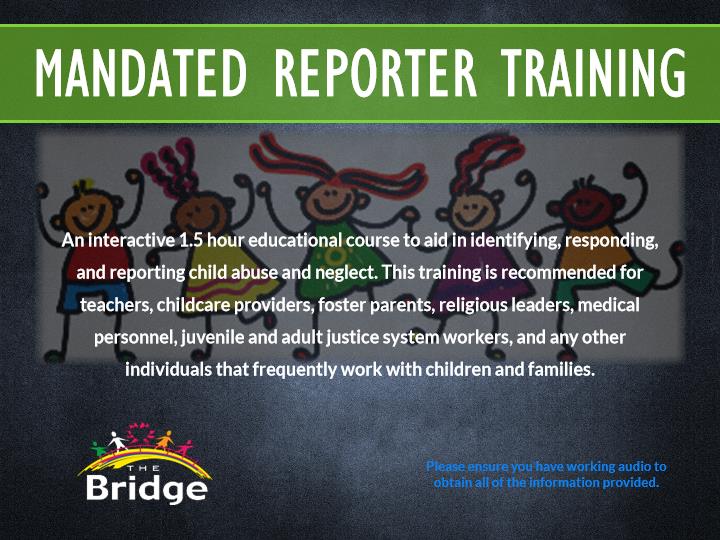 MANDATED REPORTER TRAINING
An interactive 1.5 hour educational course to aid in identifying, responding,
and reporting child abuse and neglect. This training is recommended for
teachers, childcare providers, foster parents, religious leaders, medical
personnel, juvenile and adult justice system workers, and any other
individuals that frequently work with children and families.
THE
Bridge
Please ensure you have working audio to
obtain all of the information provided.